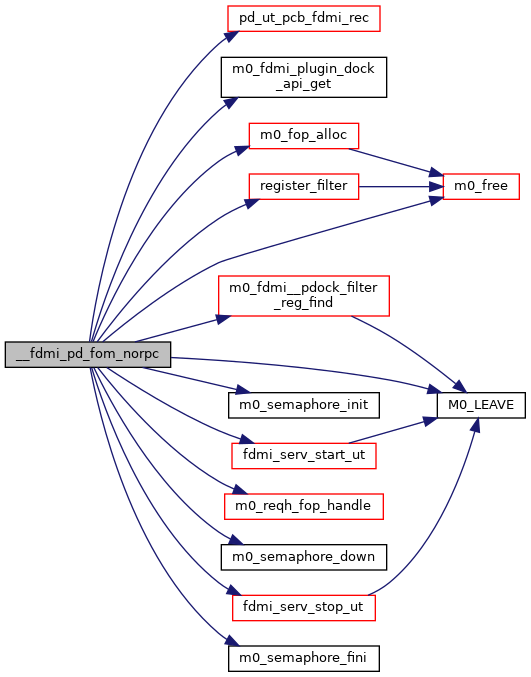 pd_ut_pcb_fdmi_rec
m0_fdmi_plugin_dock
_api_get
m0_fop_alloc
register_filter
m0_free
m0_fdmi__pdock_filter
_reg_find
__fdmi_pd_fom_norpc
m0_semaphore_init
M0_LEAVE
fdmi_serv_start_ut
m0_reqh_fop_handle
m0_semaphore_down
fdmi_serv_stop_ut
m0_semaphore_fini